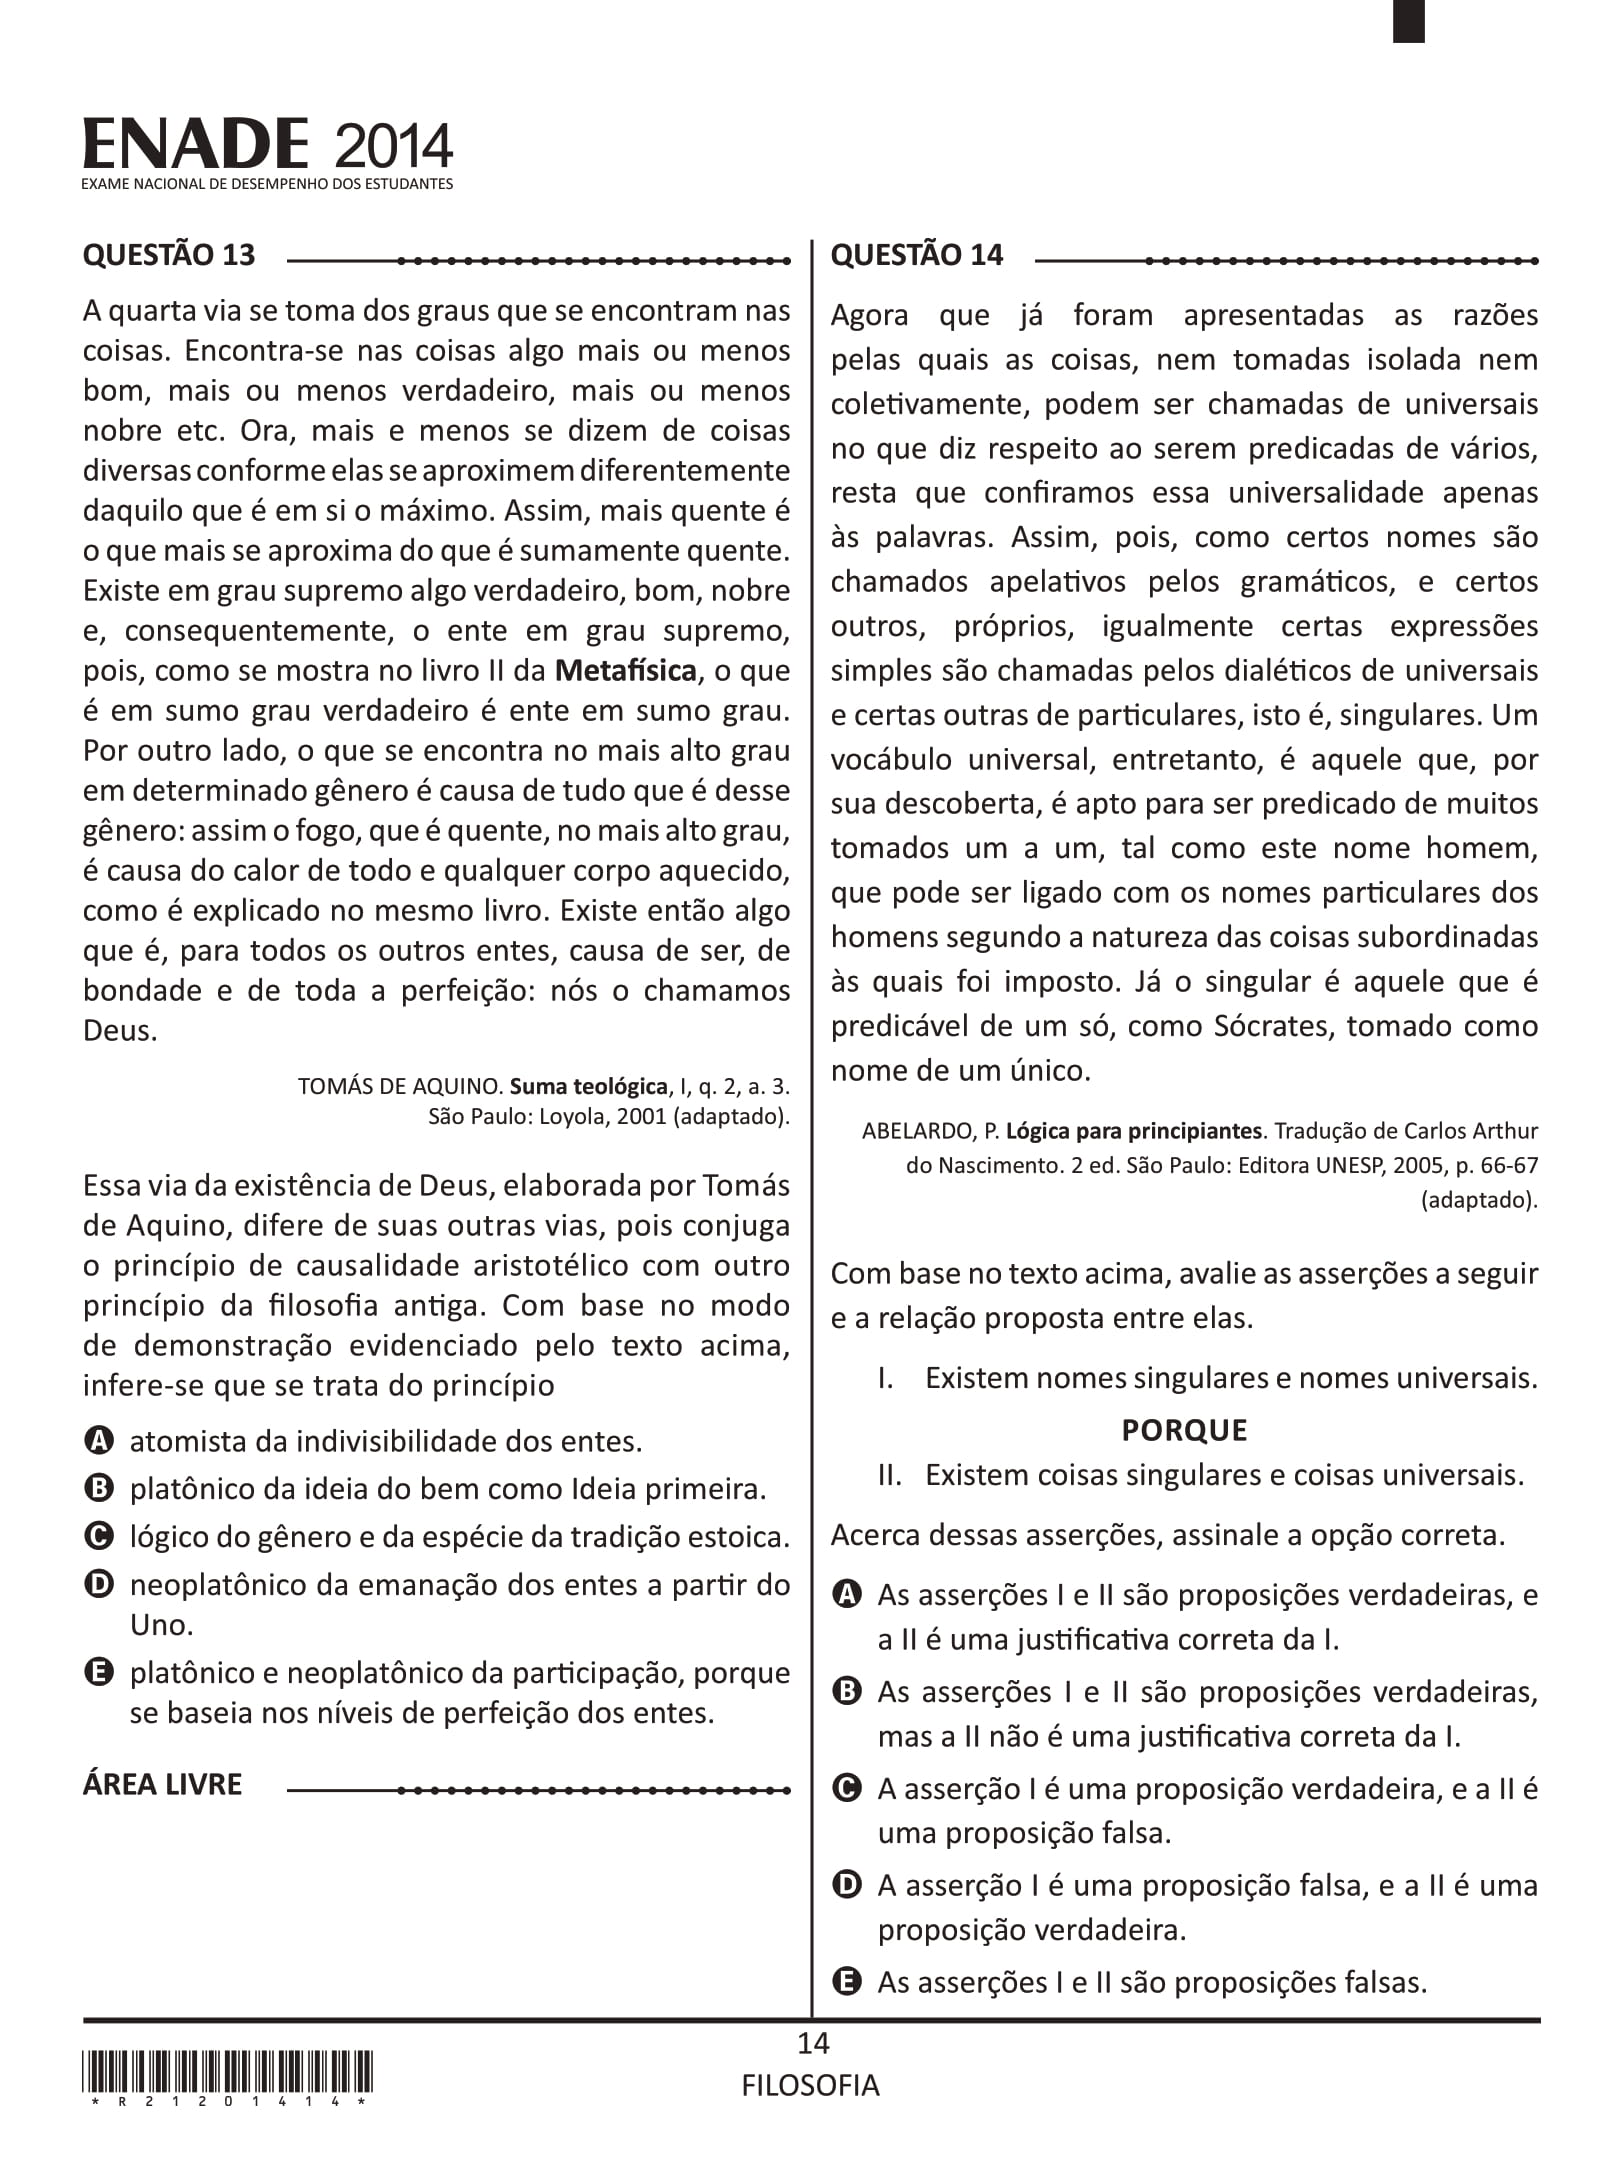 ENADE 2014
EXAME NACIONAL DE DESEMPENHO DOS ESTUDANTES
QUESTÃO 13
A quarta via se toma dos graus que se encontram nas
coisas. Encontra-se nas coisas algo mais ou menos
bom, mais ou menos verdadeiro, mais ou menos
nobre etc. Ora, mais e menos se dizem de coisas
diversas conforme elas se aproximem diferentemente
daquilo que é em si o máximo. Assim, mais quente é
o que mais se aproxima do que é sumamente quente.
Existe em grau supremo algo verdadeiro, bom, nobre
e, consequentemente, o ente em grau supremo,
pois, como se mostra no livro II da Metafísica, o que
é em sumo grau verdadeiro é ente em sumo grau.
Por outro lado, o que se encontra no mais alto grau
em determinado gênero é causa de tudo que é desse
gênero: assim o fogo, que é quente, no mais alto grau,
é causa do calor de todo e qualquer corpo aquecido,
como é explicado no mesmo livro. Existe então algo
que é, para todos os outros entes, causa de ser, de
bondade e de toda a perfeição: nós o chamamos
Deus.
TOMÁS DE AQUINO. Suma teológica, I, q. 2, a. 3.
São Paulo: Loyola, 2001 (adaptado).
Essa via da existência de Deus, elaborada por Tomás
de Aquino, difere de suas outras vias, pois conjuga
o princípio de causalidade aristotélico com outro
princípio da filosofia antiga. Com base no modo
de demonstração evidenciado pelo texto acima,
infere-se que se trata do princípio
A atomista da indivisibilidade dos entes.
B platônico da ideia do bem como Ideia primeira.
C lógico do gênero e da espécie da tradição estoica.
D neoplatônico da emanação dos entes a partir do
Uno.
E platônico e neoplatônico da participação, porque
se baseia nos níveis de perfeição dos entes.
ÁREA LIVRE
QUESTÃO 14
Agora que já foram apresentadas as razões
pelas quais as coisas, nem tomadas isolada nem
coletivamente, podem ser chamadas de universais
no que diz respeito ao serem predicadas de vários,
resta que confiramos essa universalidade apenas
às palavras. Assim, pois, como certos nomes são
chamados apelativos pelos gramáticos, e certos
outros, próprios, igualmente certas expressões
simples são chamadas pelos dialéticos de universais
e certas outras de particulares, isto é, singulares. Um
vocábulo universal, entretanto, é aquele que, por
sua descoberta, é apto para ser predicado de muitos
tomados um a um, tal como este nome homem,
que pode ser ligado com os nomes particulares dos
homens segundo a natureza das coisas subordinadas
às quais foi imposto. Já o singular é aquele que é
predicável de um só, como Sócrates, tomado como
nome de um único.
ABELARDO, P. Lógica para principiantes. Tradução de Carlos Arthur
do Nascimento. 2 ed. São Paulo: Editora UNESP, 2005, p. 66-67
(adaptado).
Com base no texto acima, avalie as asserções a seguir
e a relação proposta entre elas.
I. Existem nomes singulares e nomes universais.
PORQUE
II. Existem coisas singulares e coisas universais.
Acerca dessas asserções, assinale a opção correta.
A As asserções I e II são proposições verdadeiras, e
a II é uma justificativa correta da I.
B As asserções I e II são proposições verdadeiras,
mas a II não é uma justificativa correta da I.
C A asserção I é uma proposição verdadeira, e a II é
uma proposição falsa.
D A asserção I é uma proposição falsa, e a II é uma
proposição verdadeira.
E As asserções I e II são proposições falsas.
14
FILOSOFIA
* R 2 1 2 0 1 4 1 4 *